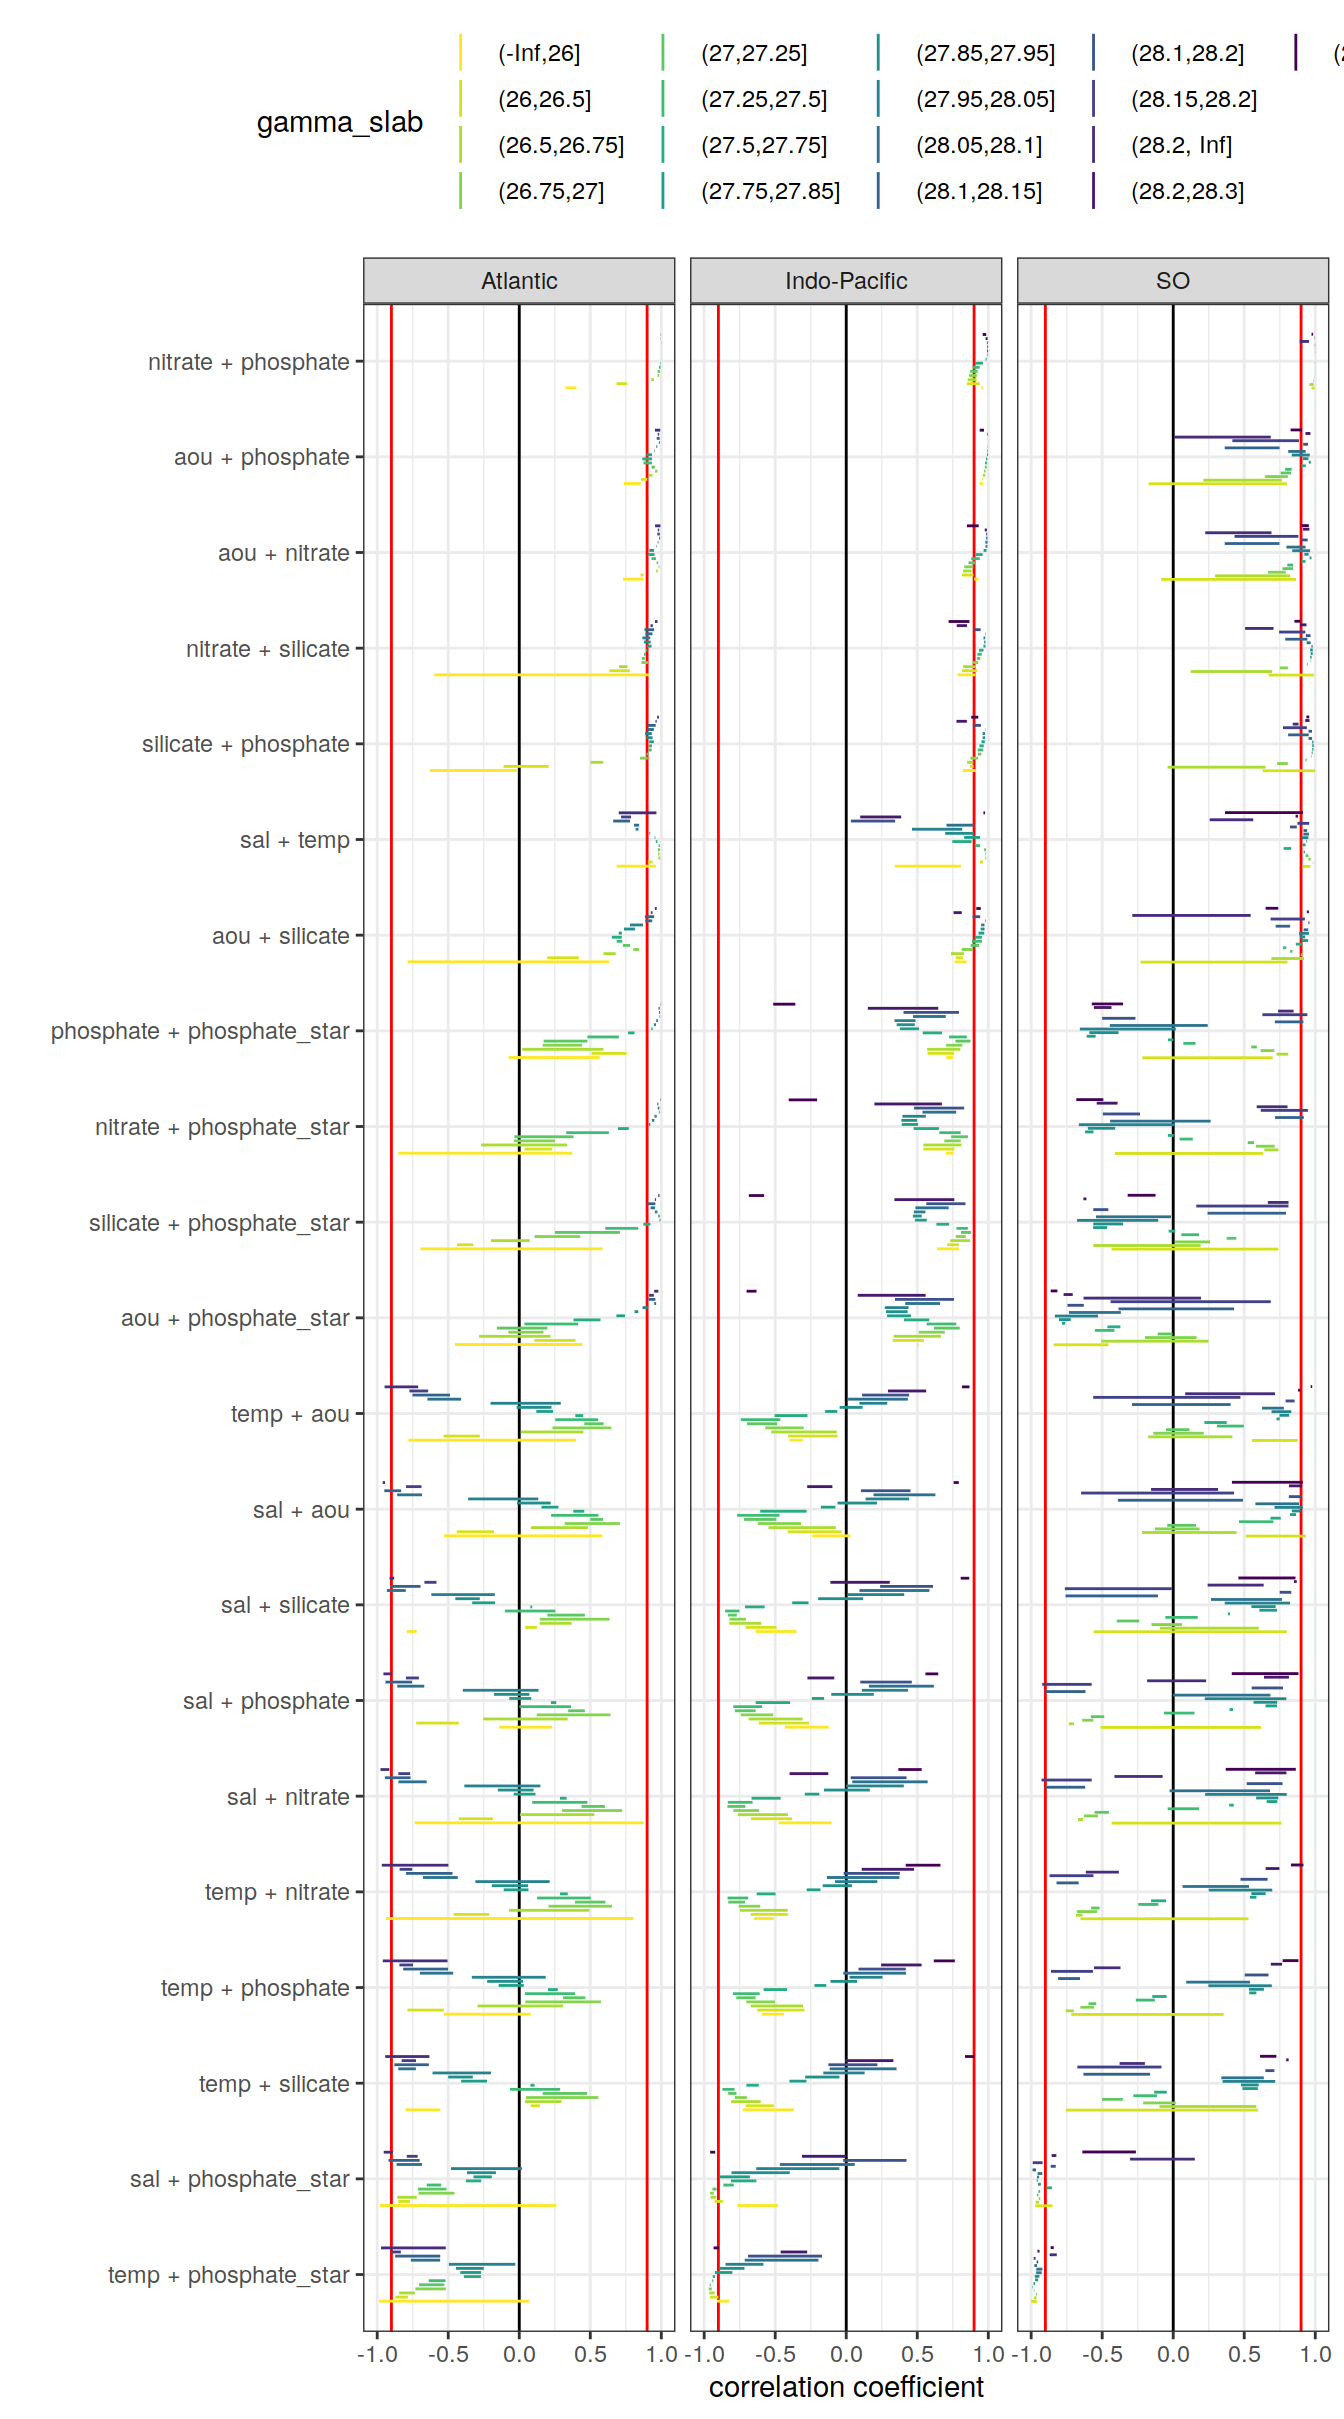 gamma_slab
(-Inf,26] (27,27.25] (27.85,27.95] (28.1,28.2]
(26,26.5] (27.25,27.5] (27.95,28.05] (28.15,28.2]
(26.5,26.75] (27.5,27.75] (28.05,28.1] (28.2, Inf]
(26.75,27] (27.75,27.85] (28.1,28.15] (28.2,28.3]
Atlantic Indo-Pacific SO
nitrate + phosphate
aou + phosphate
aou + nitrate
nitrate + silicate
silicate + phosphate
sal + temp
aou + silicate
phosphate + phosphate_star
nitrate + phosphate_star
silicate + phosphate_star
aou + phosphate_star
temp + aou
sal + aou
sal + silicate
sal + phosphate
sal + nitrate
temp + nitrate
temp + phosphate
temp + silicate
sal + phosphate_star
temp + phosphate_star
-1.0 -0.5 0.0 0.5 1.0 -1.0 -0.5 0.0 0.5 1.0 -1.0 -0.5 0.0 0.5 1.0
correlation coefficient